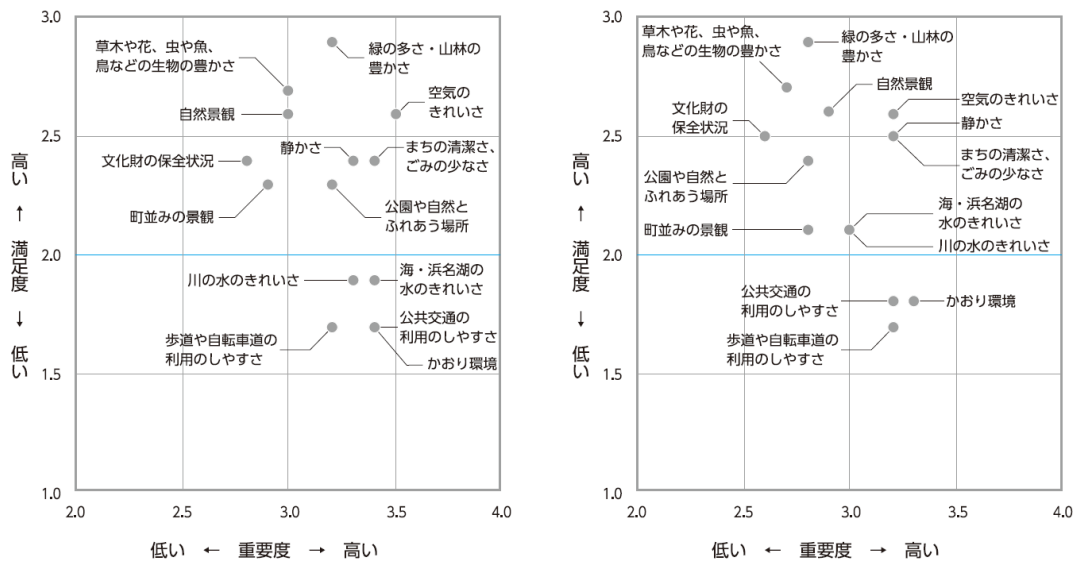 3.0
2.5
2.0
1.5
1.0
高い ← 満足度 → 低い
草木や花、虫や魚、
鳥などの生物の豊かさ
緑の多さ・山林の
豊かさ
自然景観
空気の
きれいさ
静かさ
まちの清潔さ、
ごみの少なさ
文化財の保全状況
町並みの景観
公園や自然と
ふれあう場所
川の水のきれいさ
海・浜名湖の
水のきれいさ
公共交通の
利用のしやすさ
歩道や自転車道の
利用のしやすさ
かおり環境
2.0 2.5 3.0 3.5 4.0
低い ← 重要度 → 高い
3.0
2.5
2.0
1.5
1.0
高い ← 満足度 → 低い
草木や花、虫や魚、
鳥などの生物の豊かさ
緑の多さ・山林の
豊かさ
自然景観
文化財の
保全状況
空気のきれいさ
静かさ
まちの清潔さ、
ごみの少なさ
公園や自然と
ふれあう場所
海・浜名湖の
水のきれいさ
町並みの景観
川の水のきれいさ
公共交通の
利用のしやすさ
かおり環境
歩道や自転車道の
利用のしやすさ
2.0 2.5 3.0 3.5 4.0
低い ← 重要度 → 高い